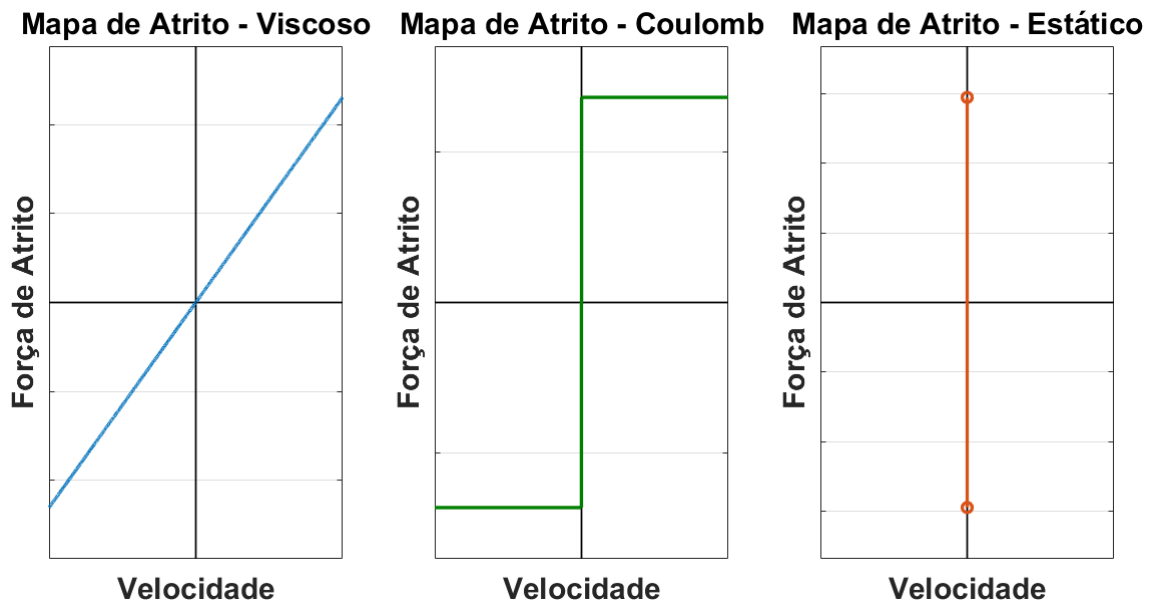 Mapa de Atrito - Viscoso
Mapa de Atrito - Coulomb
Mapa de Atrito - Estático
Força de Atrito
Força de Atrito
Força de Atrito
Velocidade
Velocidade
Velocidade